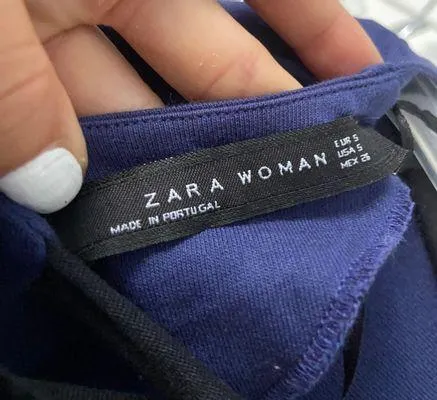 ZARA WOMAN
MADE IN PORTUGAL
EUR S
USA S
MEX 26